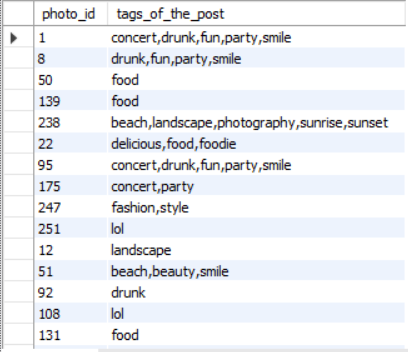 photo_id tags_of_the_post
1 concert,drunk,fun,party,smile
8 drunk,fun,party,smile
50 food
139 food
238 beach,landscape,photography,sunrise,sunset
22 delicious,food,foodie
95 concert,drunk,fun,party,smile
175 concert,party
247 fashion,style
251 lol
12 landscape
51 beach,beauty,smile
92 drunk
108 lol
131 food